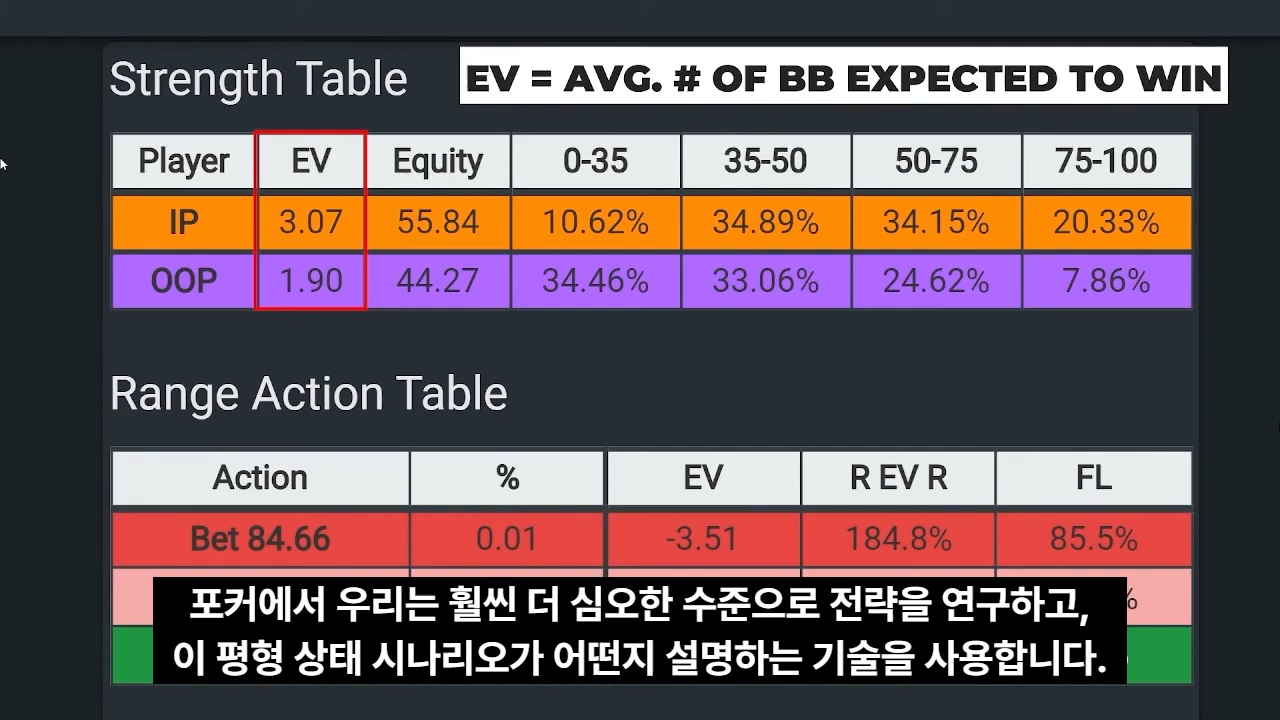 Strength Table
EV = AVG. # OF BB EXPECTED TO WIN
Player EV Equity 0-35 35-50 50-75 75-100
IP 3.07 55.84 10.62% 34.89% 34.15% 20.33%
OOP 1.90 44.27 34.46% 33.06% 24.62% 7.86%
Range Action Table
Action % EV R EV R FL
Bet 84.66 0.01 -3.51 184.8% 85.5%
%
포커에서 우리는 훨씬 더 심오한 수준으로 전략을 연구하고,
이 평형 상태 시나리오가 어떤지 설명하는 기술을 사용합니다.